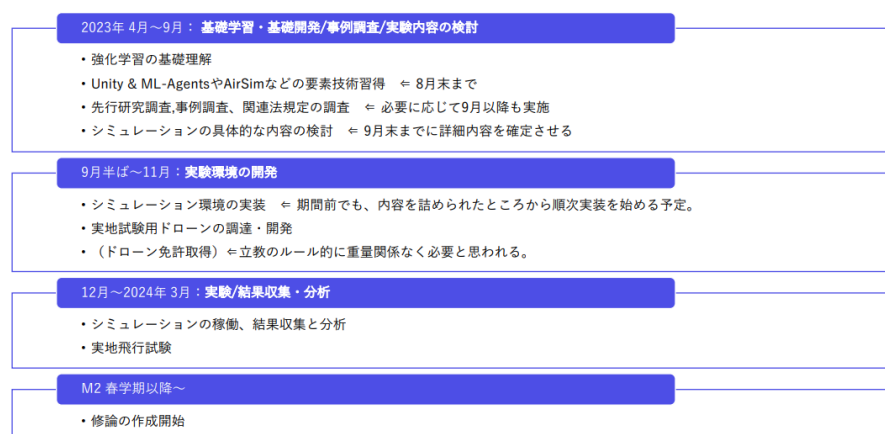 2023年 4月～9月： 基礎学習・基礎開発/事例調査/実験内容の検討
• 強化学習の基礎理解
• Unity & ML-AgentsやAirSimなどの要素技術習得　⇐ 8月末まで
• 先行研究調査,事例調査、関連法規定の調査　⇐ 必要に応じて9月以降も実施
• シミュレーションの具体的な内容の検討　⇐ 9月末までに詳細内容を確定させる
9月半ば～11月：実験環境の開発
• シミュレーション環境の実装　⇐ 期間前でも、内容を詰められたところから順次実装を始める予定。
• 実地試験用ドローンの調達・開発
• （ドローン免許取得）⇐立教のルール的に重量関係なく必要と思われる。
12月～2024年 3月：実験/結果収集・分析
• シミュレーションの稼働、結果収集と分析
• 実地飛行試験
M2 春学期以降～
• 修論の作成開始